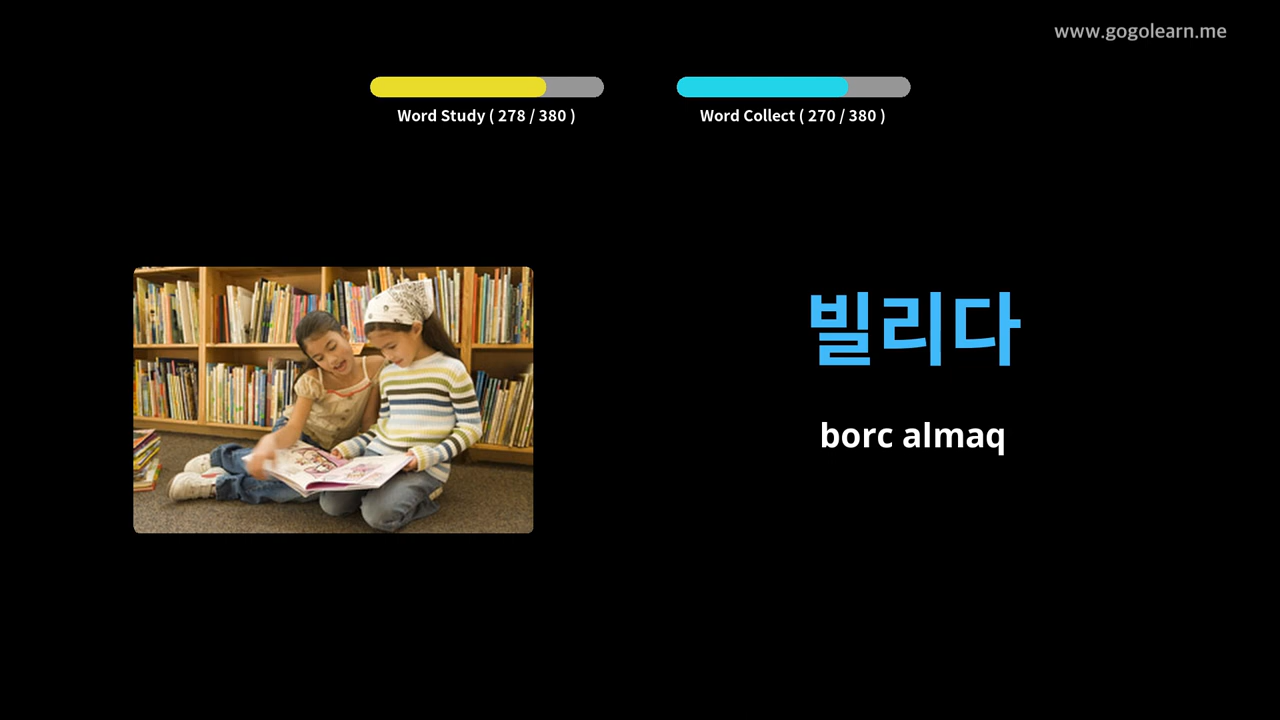 www.gogolearn.me
Word Study ( 278 / 380 )
Word Collect ( 270 / 380 )
빌리다
borc almaq